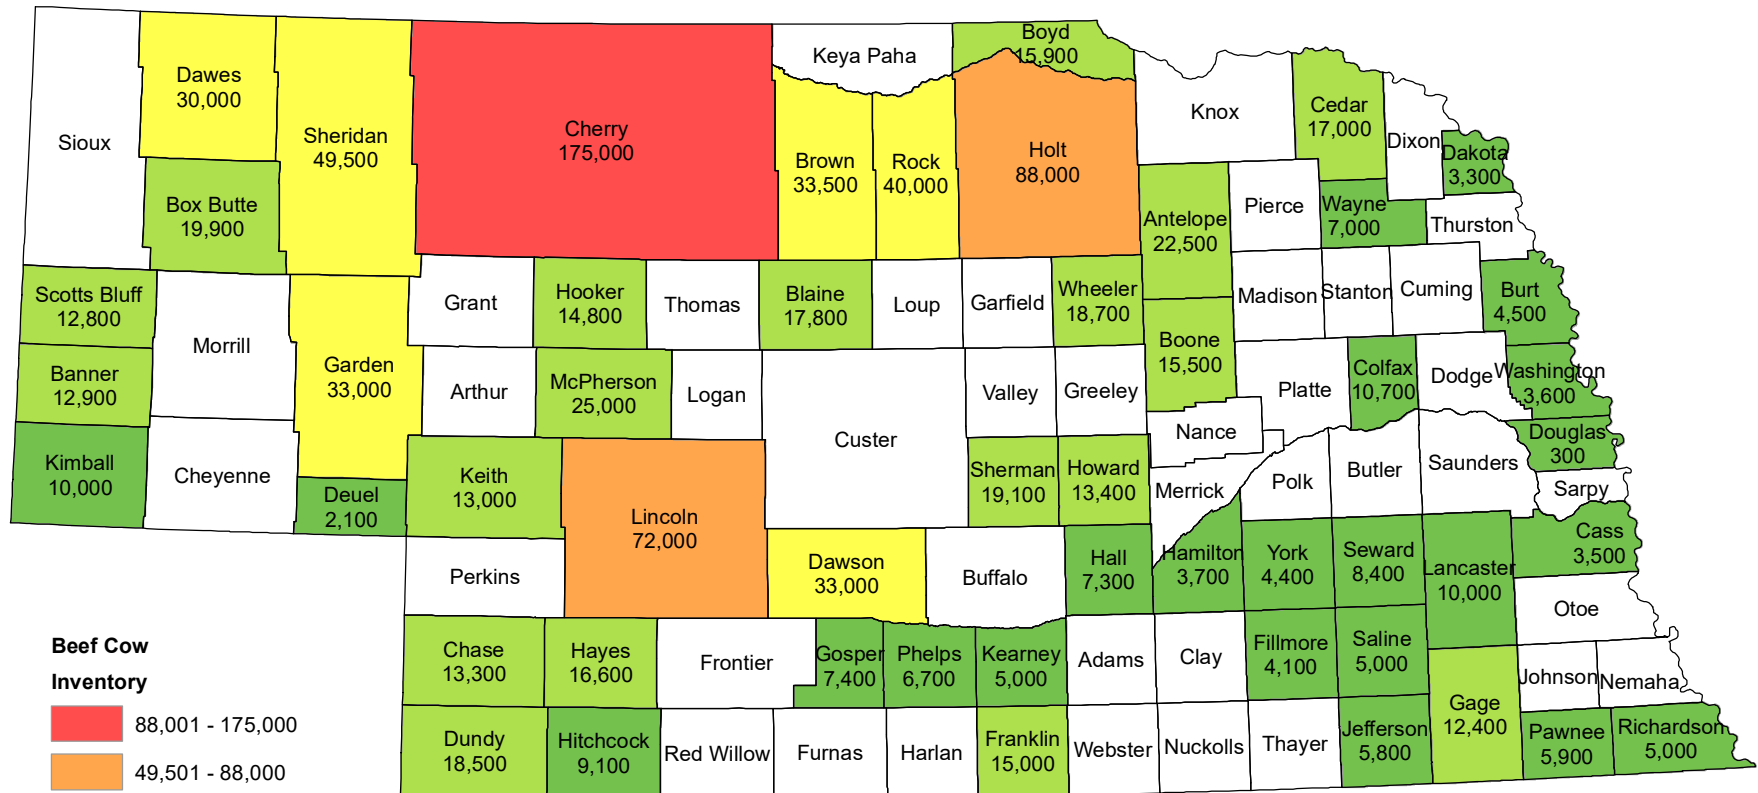 Boyd
15,900
Keya Paha
Dawes
30,000
Sheridan
49,500
Cherry
175,000
Brown
33,500
Rock
40,000
Holt
88,000
Knox
Cedar
17,000
Dixon
Dakota
3,300
Sioux
Box Butte
19,900
Antelope
22,500
Pierce
Wayne
7,000
Thurston
Scotts Bluff
12,800
Morrill
Grant
Hooker
14,800
Thomas
Blaine
17,800
Loup
Garfield
Wheeler
18,700
Madison
Stanton
Cuming
Burt
4,500
Banner
12,900
Garden
33,000
Arthur
McPherson
25,000
Logan
Custer
Valley
Greeley
Boone
15,500
Platte
Colfax
10,700
Dodge
Washington
3,600
Nance
Douglas
300
Kimball
10,000
Cheyenne
Deuel
2,100
Keith
13,000
Lincoln
72,000
Sherman
19,100
Howard
13,400
Merrick
Polk
Butler
Saunders
Sarpy
Perkins
Dawson
33,000
Buffalo
Hall
7,300
Hamilton
3,700
York
4,400
Seward
8,400
Lancaster
10,000
Cass
3,500
Otoe
Chase
13,300
Hayes
16,600
Frontier
Gosper
7,400
Phelps
6,700
Kearney
5,000
Adams
Clay
Fillmore
4,100
Saline
5,000
Gage
12,400
Johnson
Nemaha
Dundy
18,500
Hitchcock
9,100
Red Willow
Furnas
Harlan
Franklin
15,000
Webster
Nuckolls
Thayer
Jefferson
5,800
Pawnee
5,900
Richardson
5,000
Beef Cow
Inventory
88,001 - 175,000
49,501 - 88,000